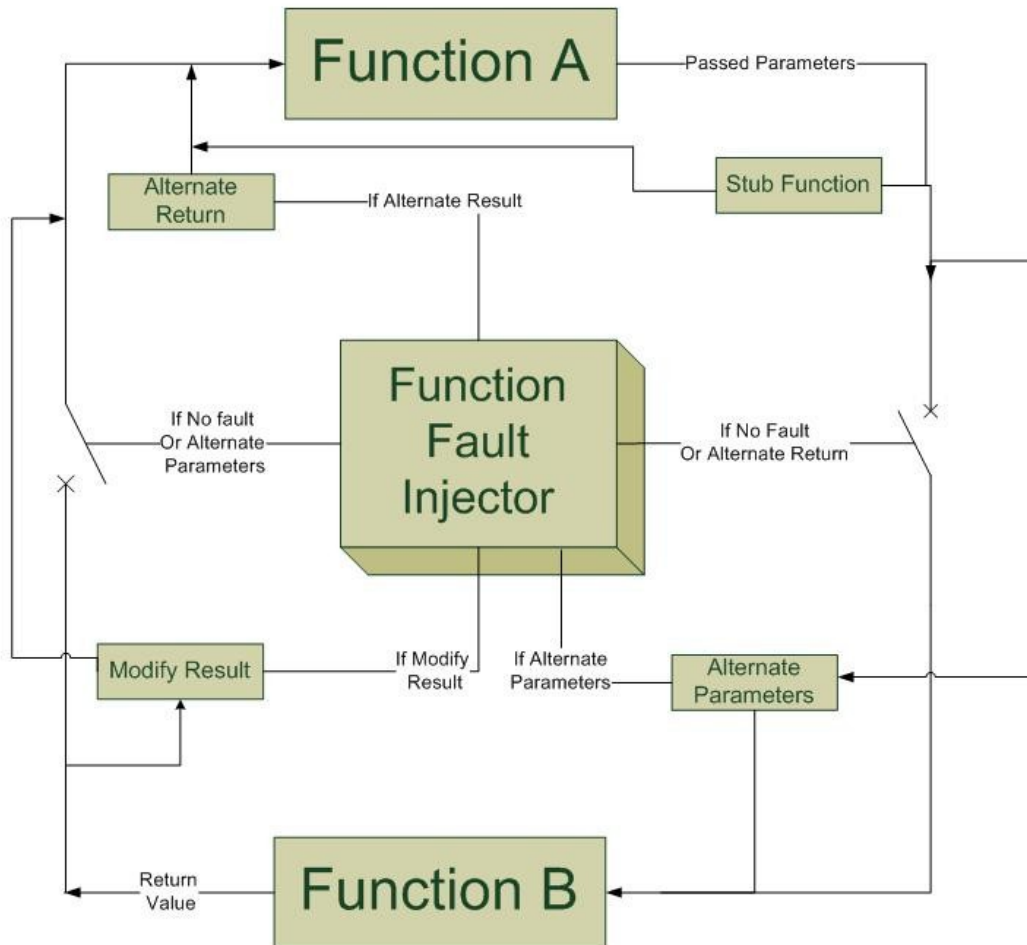 Function A
Passed Parameters
Alternate
Return
If Alternate Result
Stub Function
Function
Fault
Injector
If No fault
Or Alternate
Parameters
If No Fault
Or Alternate Return
Modify Result
If Modify
Result
If Alternate
Parameters
Alternate
Parameters
Return
Value
Function B